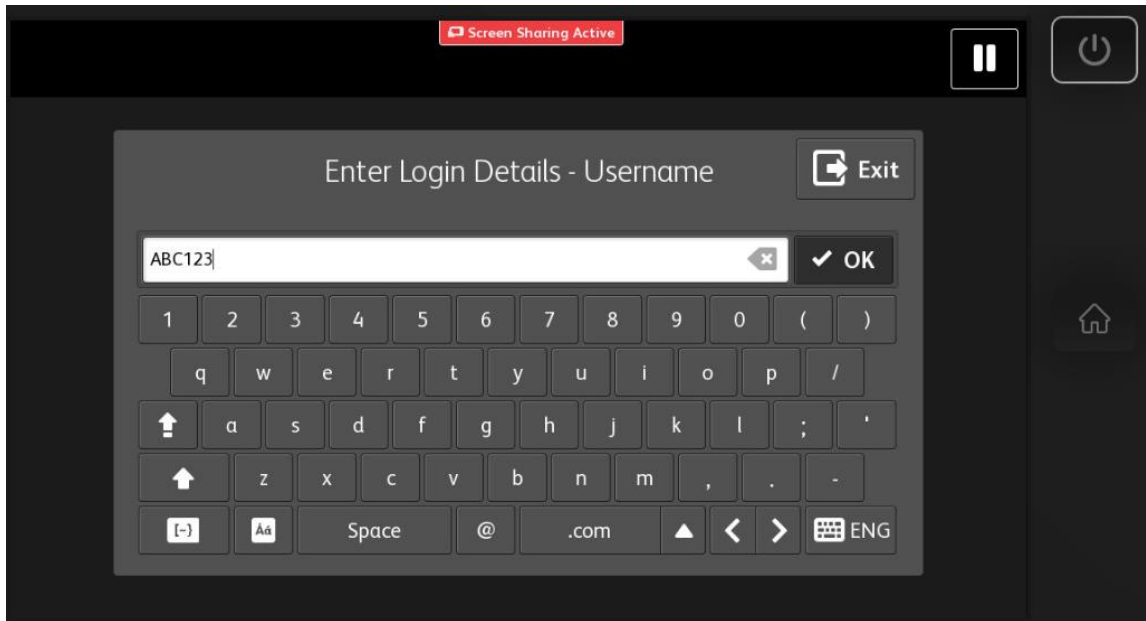 Screen Sharing Active
Enter Login Details - Username
Exit
ABC123
OK
1 2 3 4 5 6 7 8 9 0 ( )
q w e r t y u i o p /
a s d f g h j k l ; '
z x c v b n m , . -
[~} Áá Space @ .com ENG